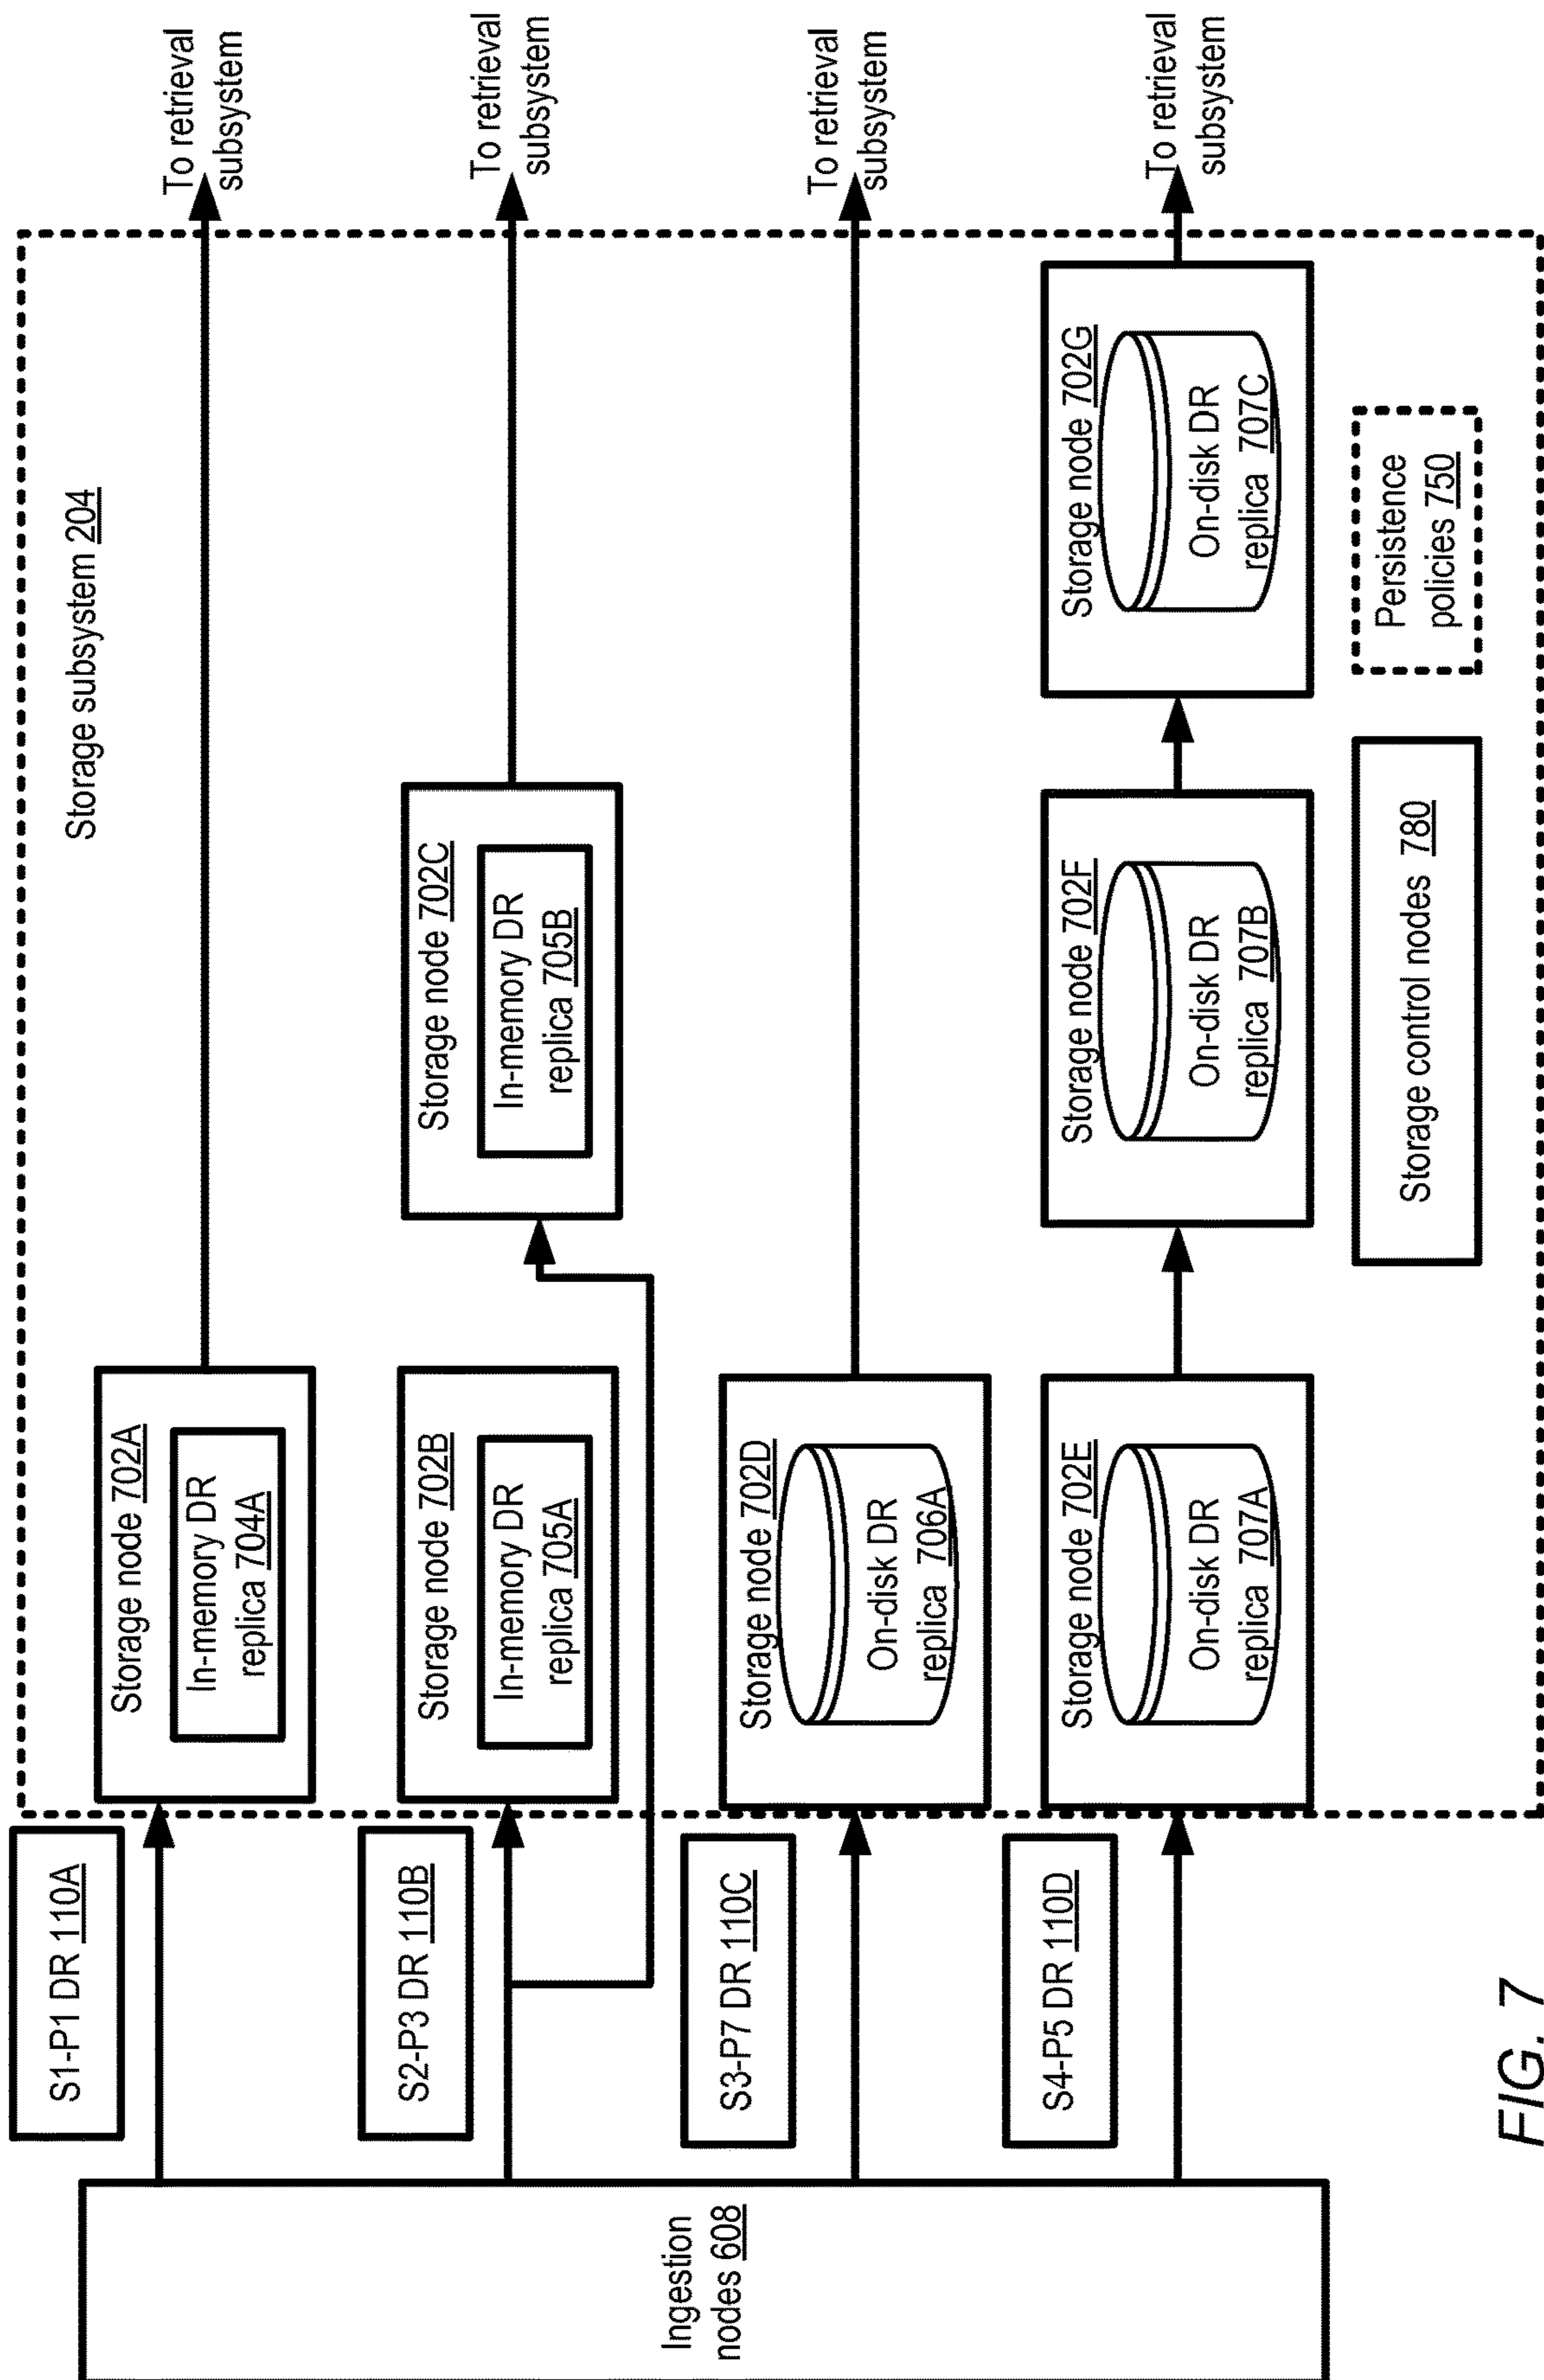 Storage subsystem 204
Ingestion
nodes 608
S1-P1 DR 110A
Storage node 702A
In-memory DR
replica 704A
To retrieval
subsystem
S2-P3 DR 110B
Storage node 702B
In-memory DR
replica 705A
Storage node 702C
In-memory DR
replica 705B
To retrieval
subsystem
S3-P7 DR 110C
Storage node 702D
On-disk DR
replica 706A
To retrieval
subsystem
S4-P5 DR 110D
Storage node 702E
On-disk DR
replica 707A
Storage node 702F
On-disk DR
replica 707B
Storage node 702G
On-disk DR
replica 707C
To retrieval
subsystem
Storage control nodes 780
Persistence
policies 750
FIG. 7